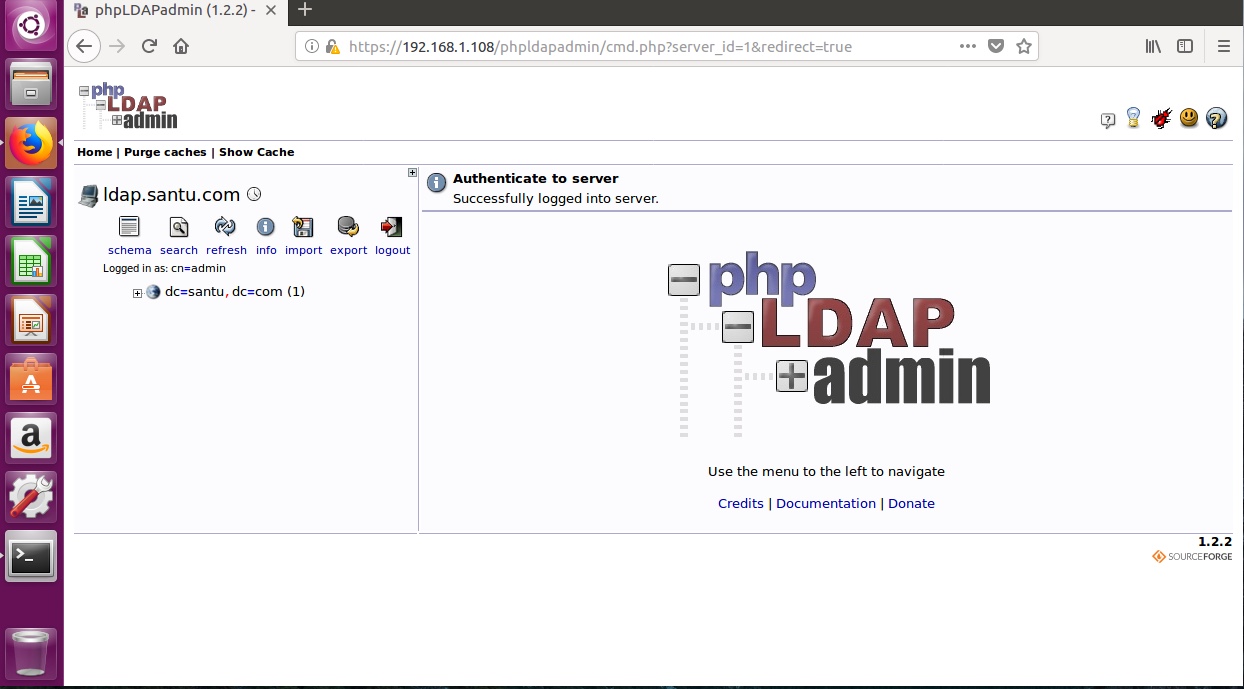 phpLDAPadmin (1.2.2) -
https://192.168.1.108/phpldapadmin/cmd.php?server_id=1&redirect=true
php
LDAP
admin
Home | Purge caches | Show Cache
ldap.santu.com
schema search refresh info import export logout
Logged in as: cn=admin
dc=santu,dc=com (1)
Authenticate to server
Successfully logged into server.
php
LDAP
admin
Use the menu to the left to navigate
Credits | Documentation | Donate
1.2.2
SOURCEFORGE